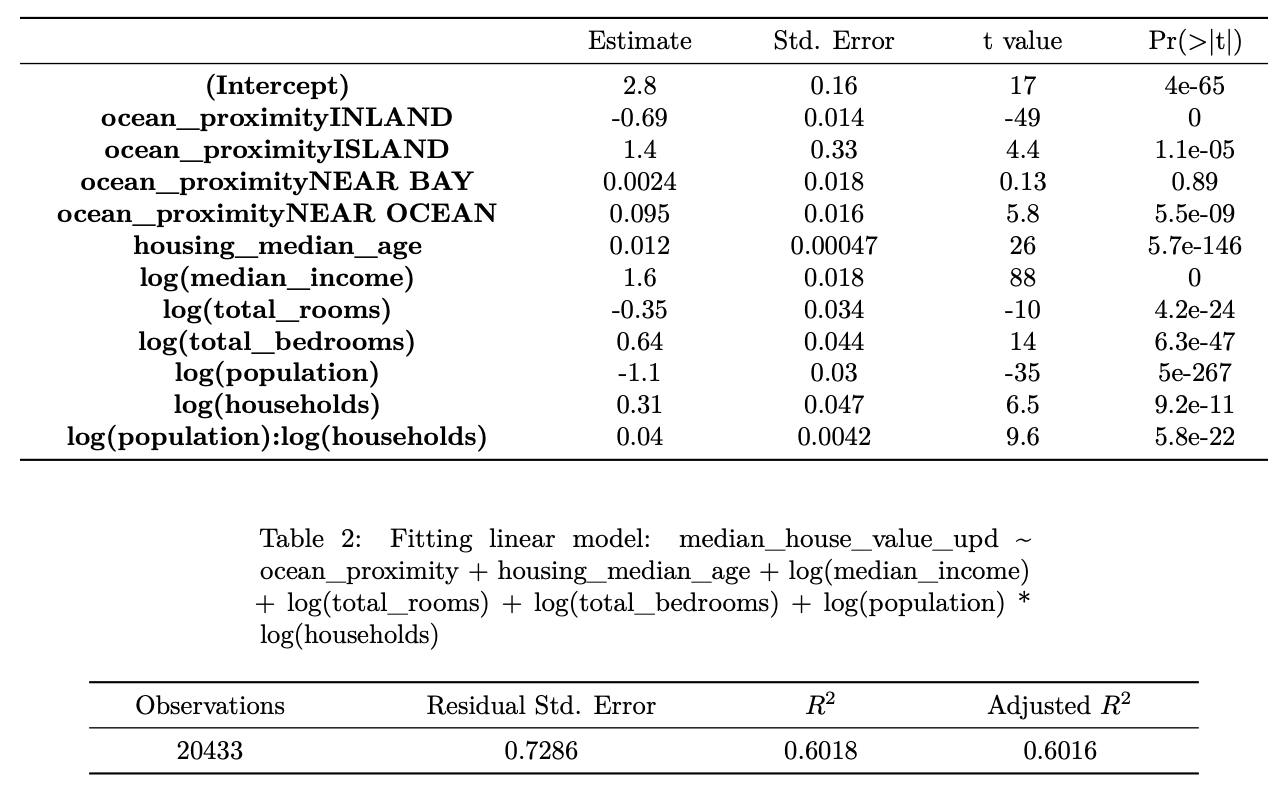 Estimate Std. Error t value Pr(>|t|)
(Intercept) 2.8 0.16 17 4e-65
ocean_proximityINLAND -0.69 0.014 -49 0
ocean_proximityISLAND 1.4 0.33 4.4 1.1e-05
ocean_proximityNEAR BAY 0.0024 0.018 0.13 0.89
ocean_proximityNEAR OCEAN 0.095 0.016 5.8 5.5e-09
housing_median_age 0.012 0.00047 26 5.7e-146
log(median_income) 1.6 0.018 88 0
log(total_rooms) -0.35 0.034 -10 4.2e-24
log(total_bedrooms) 0.64 0.044 14 6.3e-47
log(population) -1.1 0.03 -35 5e-267
log(households) 0.31 0.047 6.5 9.2e-11
log(population):log(households) 0.04 0.0042 9.6 5.8e-22
Table 2: Fitting linear model: median_house_value_upd ~
ocean_proximity + housing_median_age + log(median_income)
+ log(total_rooms) + log(total_bedrooms) + log(population) *
log(households)
Observations Residual Std. Error R² Adjusted R²
20433 0.7286 0.6018 0.6016